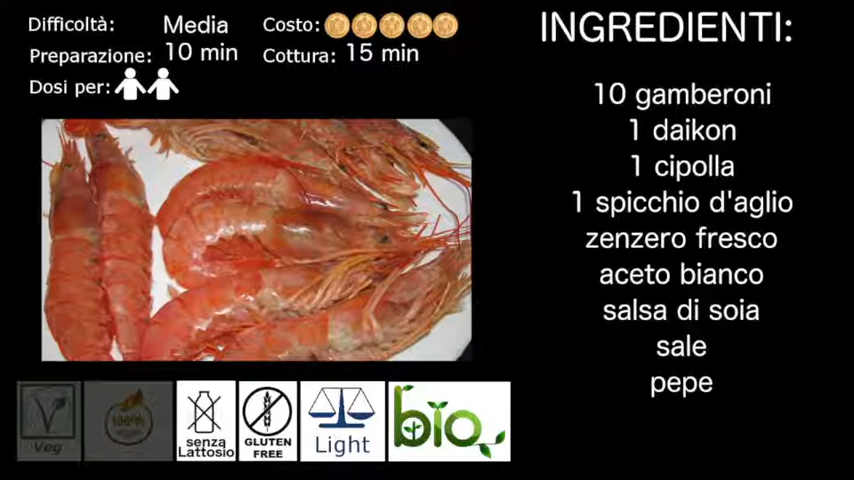 Difficoltà: Media
Costo:
Preparazione: 10 min
Cottura: 15 min
Dosi per:
INGREDIENTI:
10 gamberoni
1 daikon
1 cipolla
1 spicchio d'aglio
zenzero fresco
aceto bianco
salsa di soia
sale
pepe
Veg
100%
senza
Lattosio
GLUTEN
FREE
Light
bio